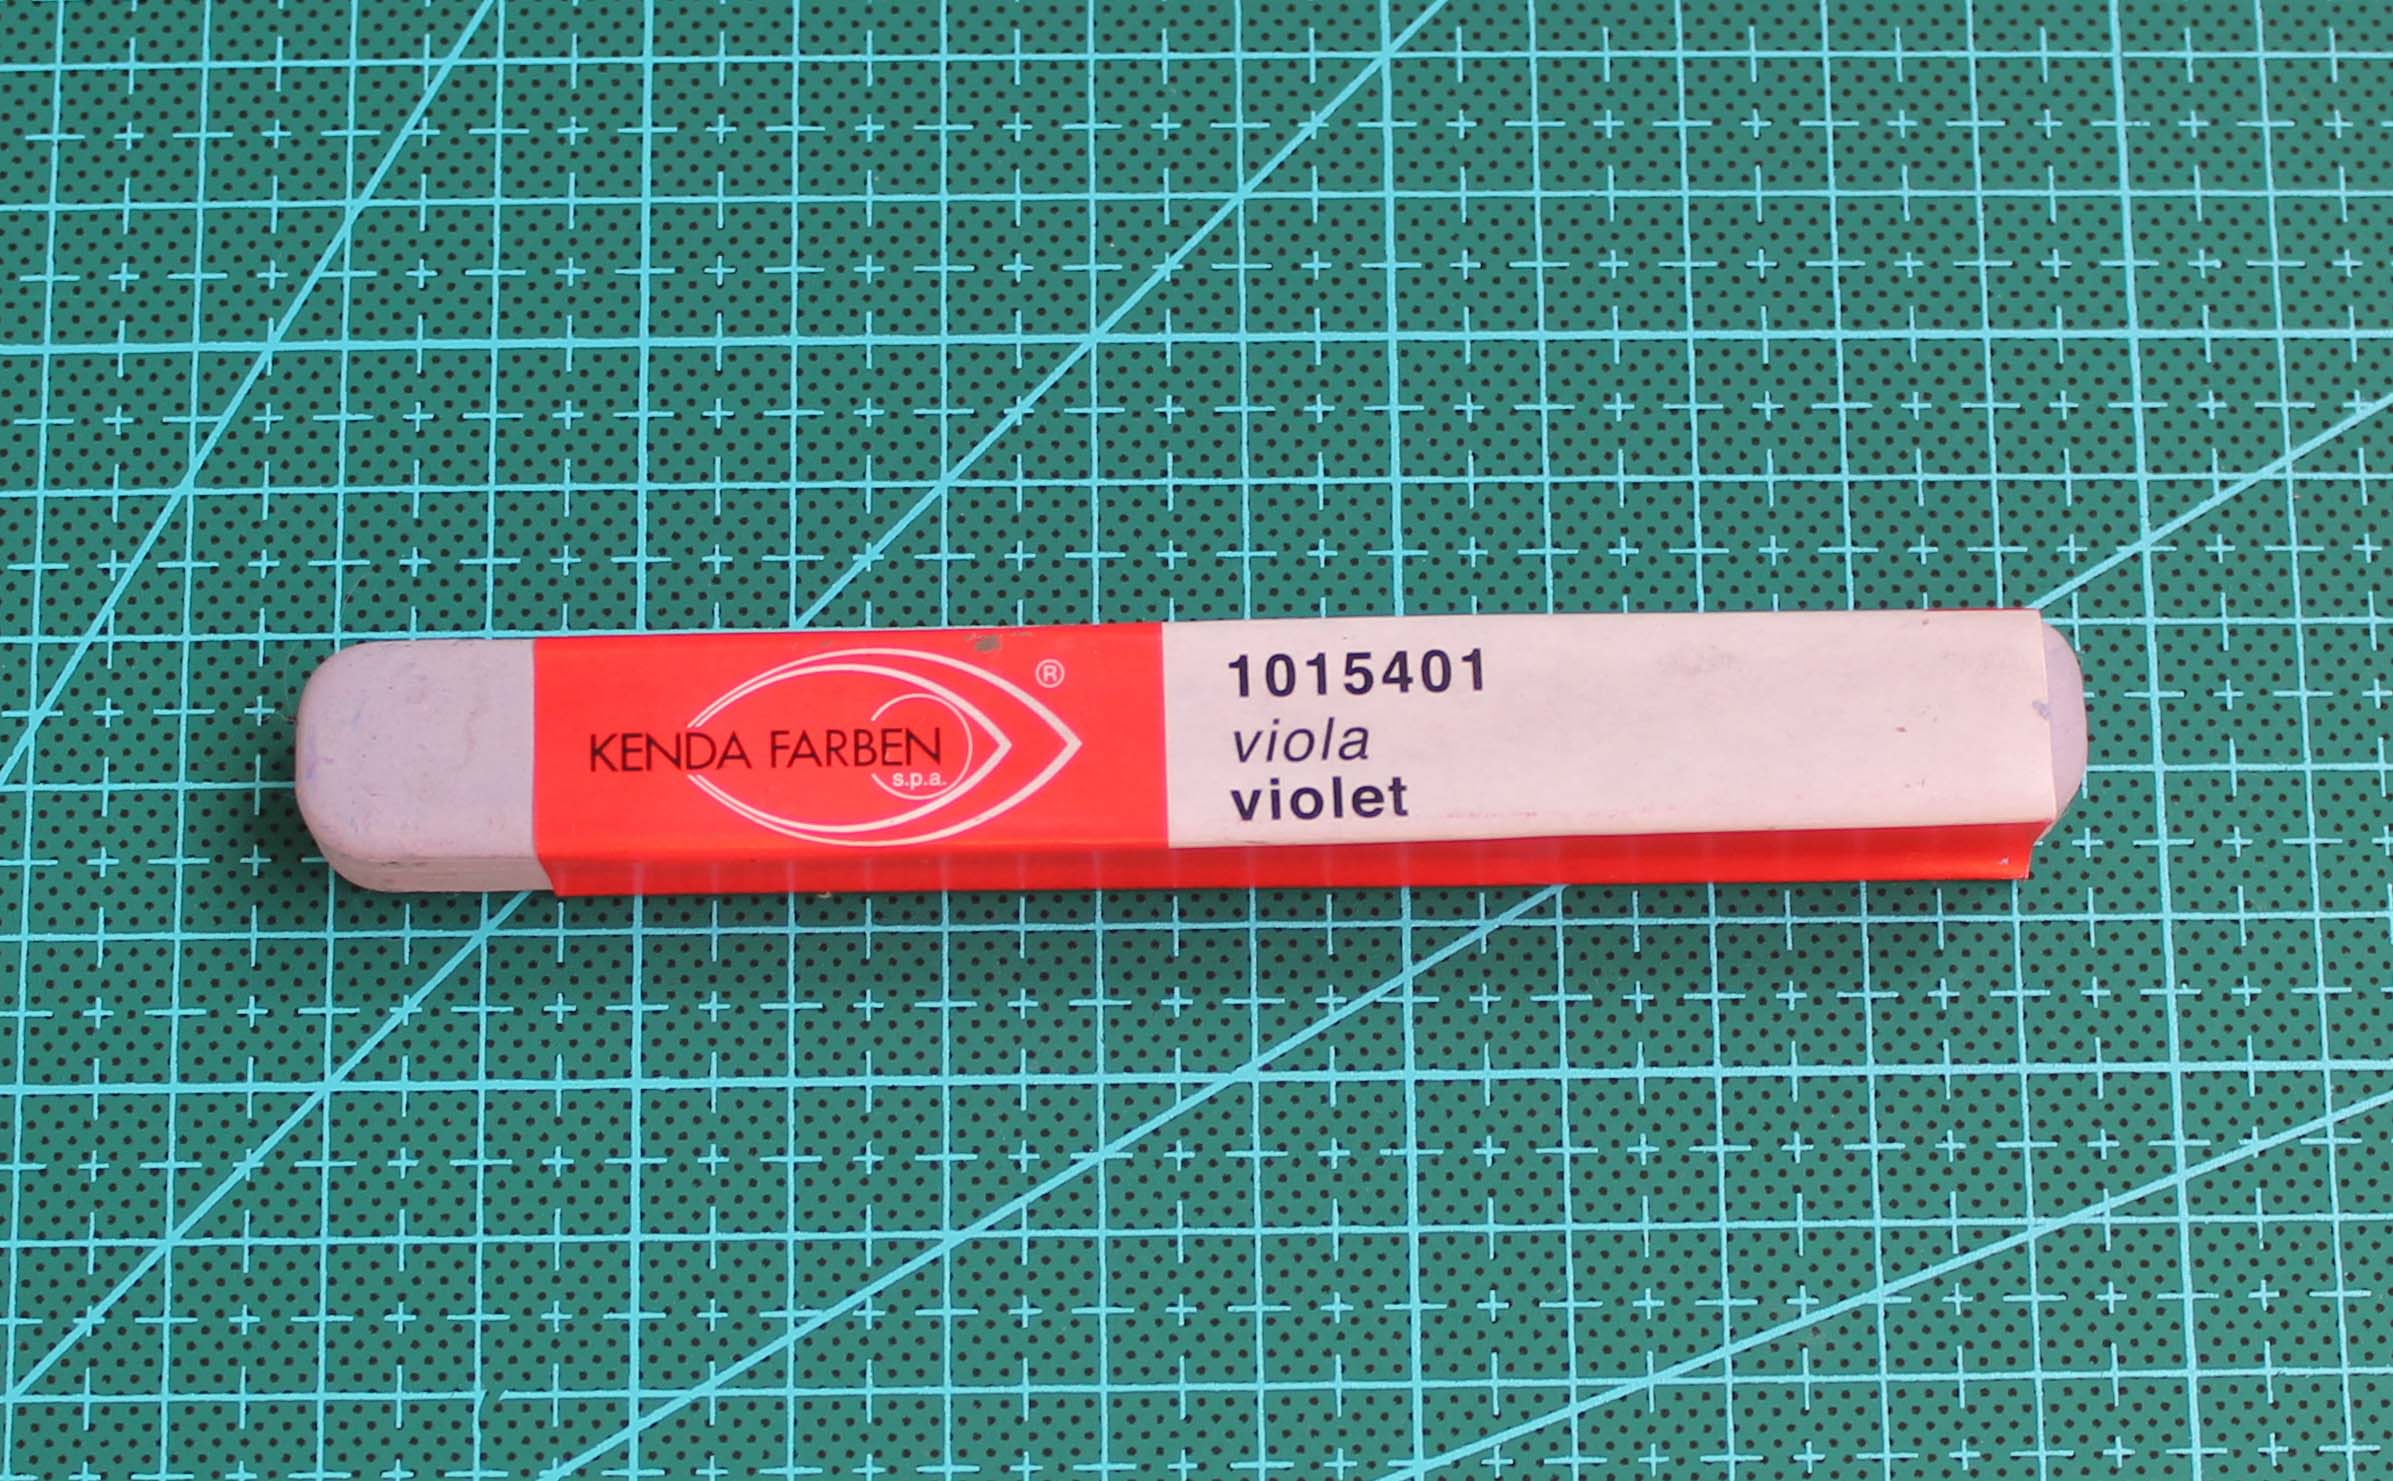 KENDA FARBEN
s.p.a.
®
1015401
viola
violet